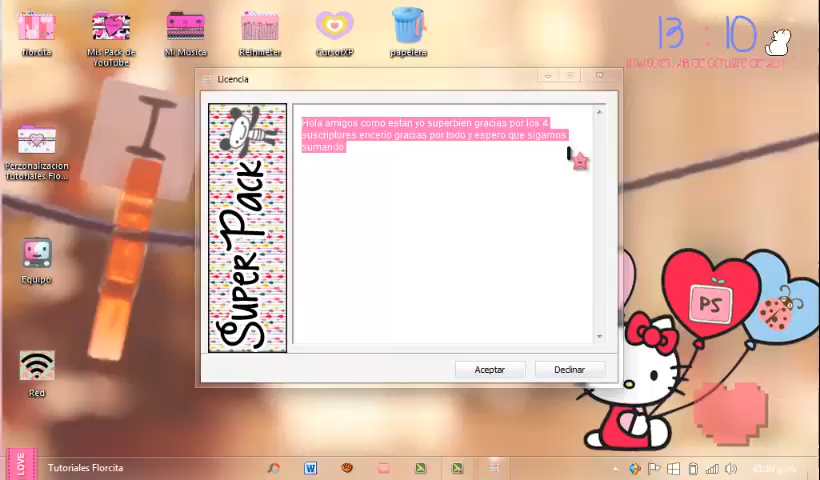 florcita
Mis Pack de
YouTube
Mi Musica
Reinmeter
CursorXP
papelera
13 : 10
Perzonalizacion
Tutoriales Flo...
Equipo
Red
Licencia
Super Pack
Hola amigos como estan yo superbien gracias por los 4
suscriptores encerio gracias por todo y espero que sigamos
sumando
Aceptar
Declinar
I
PS
LOVE
Tutoriales Florcita